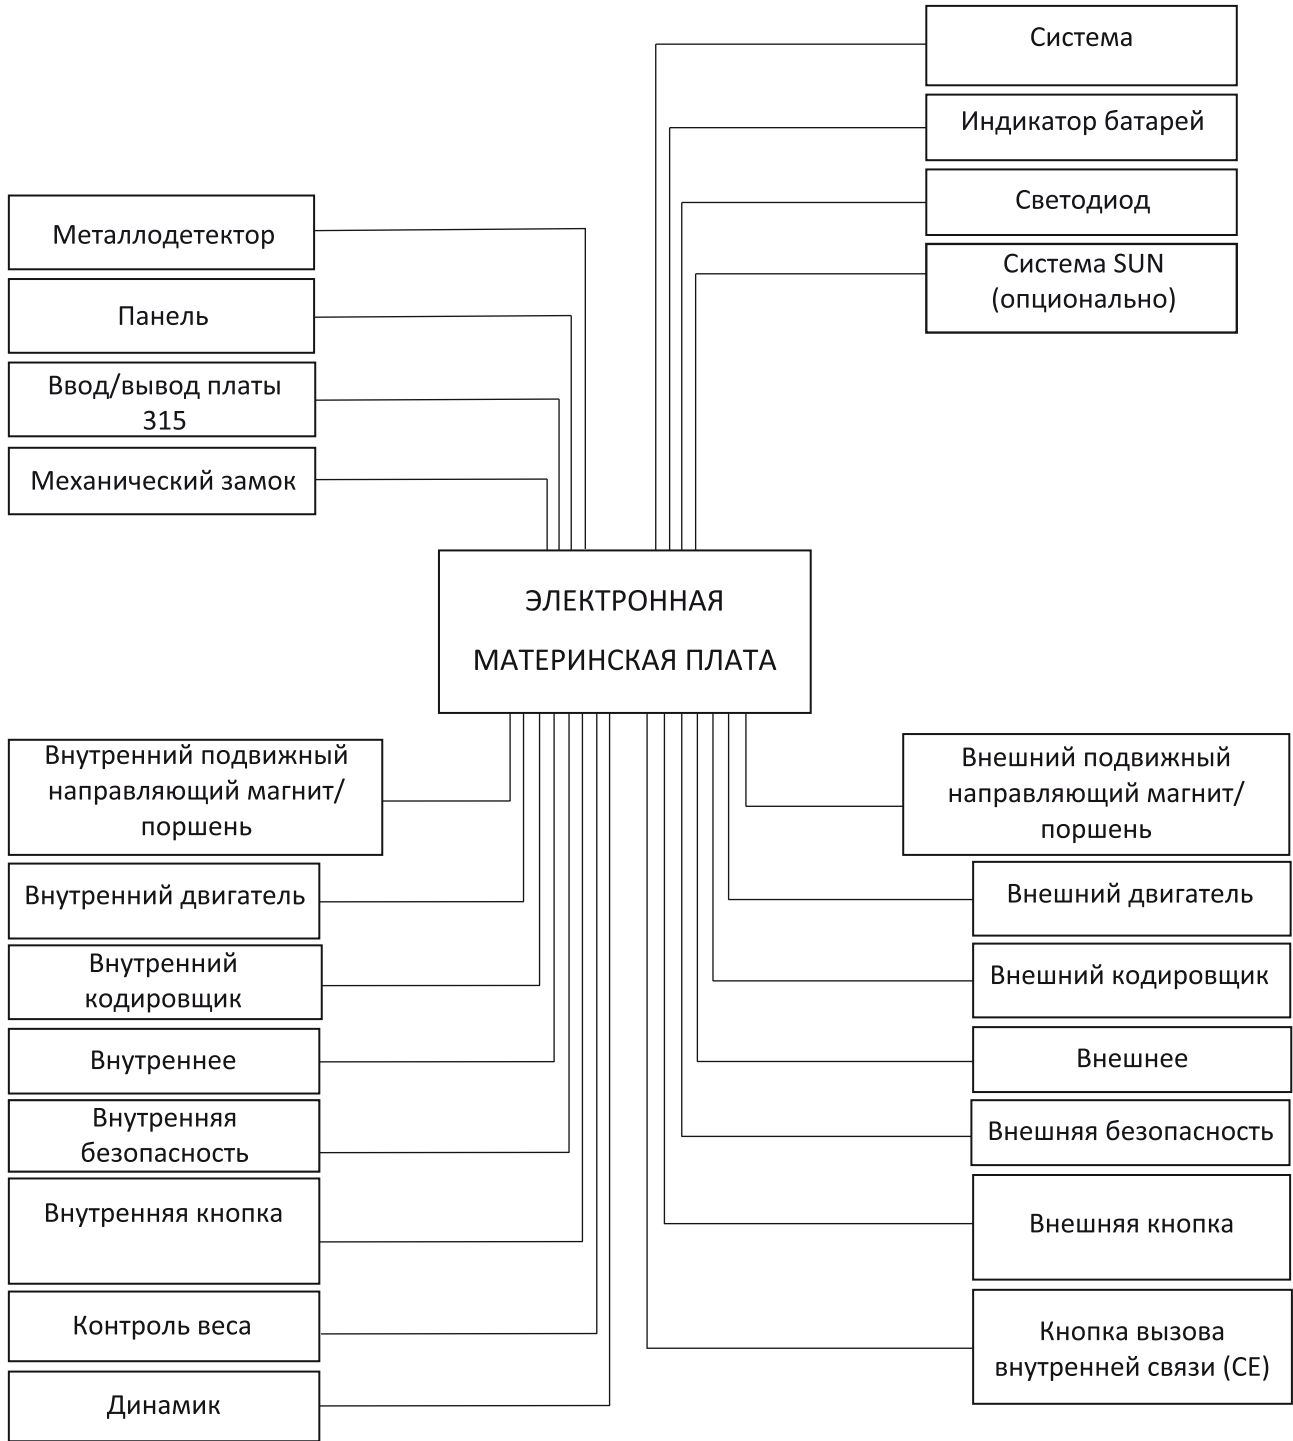 Система
Индикатор батарей
Светодиод
Система SUN
(опционально)
Металлодетектор
Панель
Ввод/вывод платы
315
Механический замок
ЭЛЕКТРОННАЯ
МАТЕРИНСКАЯ ПЛАТА
Внутренний подвижный
направляющий магнит/
поршень
Внутренний двигатель
Внутренний
кодировщик
Внутреннее
Внутренняя
безопасность
Внутренняя кнопка
Контроль веса
Динамик
Внешний подвижный
направляющий магнит/
поршень
Внешний двигатель
Внешний кодировщик
Внешнее
Внешняя безопасность
Внешняя кнопка
Кнопка вызова
внутренней связи (CE)